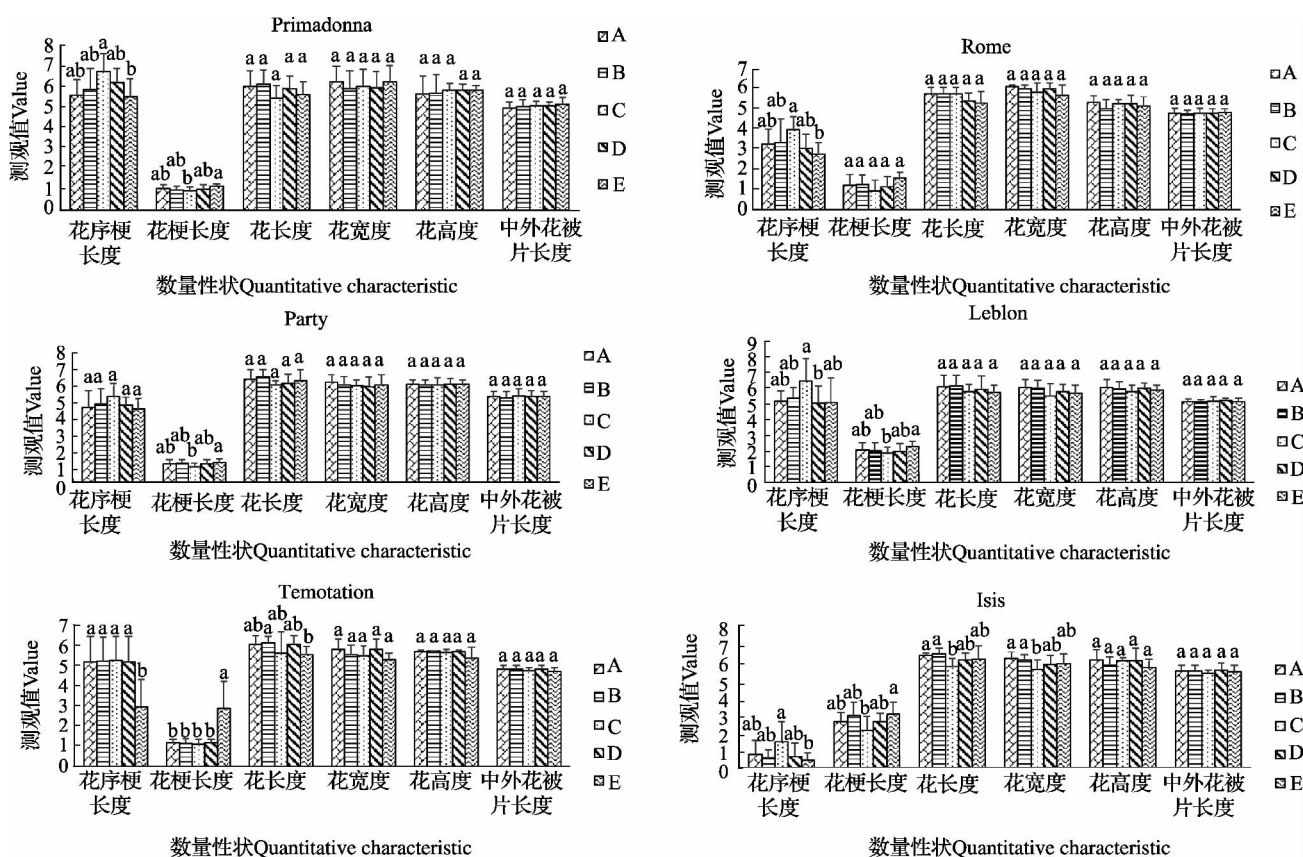 Primadonna
测观值Value
8
7
6
5
4
3
2
1
0
ab ab a ab b
ab ab b ab a
a a a a a
a a a a a
a a a a a
a a a a a
花序梗 花梗长度 花长度 花宽度 花高度 中外花被
长度 片长度
数量性状Quantitative characteristic
A
B
C
D
E
Rome
测观值Value
7
6
5
4
3
2
1
0
ab ab a ab b
a a a a a
a a a a a
a a a a a
a a a a a
a a a a a
花序梗 花梗长度 花长度 花宽度 花高度 中外花被
长度 片长度
数量性状Quantitative characteristic
A
B
C
D
E
Party
测观值Value
8
7
6
5
4
3
2
1
0
a a a a a
ab ab b ab a
a a a a a
a a a a a
a a a a a
a a a a a
花序梗 花梗长度 花长度 花宽度 花高度 中外花被
长度 片长度
数量性状Quantitative characteristic
A
B
C
D
E
Leblon
测观值Value
9
8
7
6
5
4
3
2
1
0
ab ab a b ab
ab ab b ab a
a a a a a
a a a a a
a a a a a
a a a a a
花序梗 花梗长度 花长度 花宽度 花高度 中外花被
长度 片长度
数量性状Quantitative characteristic
A
B
C
D
E
Temotation
测观值Value
7
6
5
4
3
2
1
0
a a a a b
b b b b a
ab a ab ab b
a a a a a
a a a a a
a a a a a
花序梗 花梗长度 花长度 花宽度 花高度 中外花被
长度 片长度
数量性状Quantitative characteristic
A
B
C
D
E
Isis
测观值Value
8
7
6
5
4
3
2
1
0
ab ab a ab b
ab ab b ab a
a a b ab ab
a a b ab ab
a a a a a
a a a a a
花序梗 花梗长度 花长度 花宽度 花高度 中外花被
长度 片长度
数量性状Quantitative characteristic
A
B
C
D
E